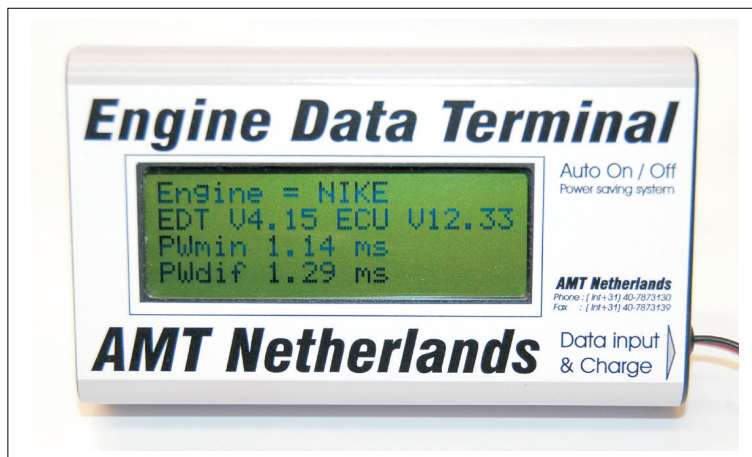 Engine Data Terminal
Engine = NIKE
EDT V4.15 ECU V12.33
PWmin 1.14 ms
PWdif 1.29 ms
Auto On / Off
Power saving system
AMT Netherlands
Phone : ( Int+31) 40-7873130
Fax : ( Int+31) 40-7873139
AMT Netherlands
Data input
& Charge